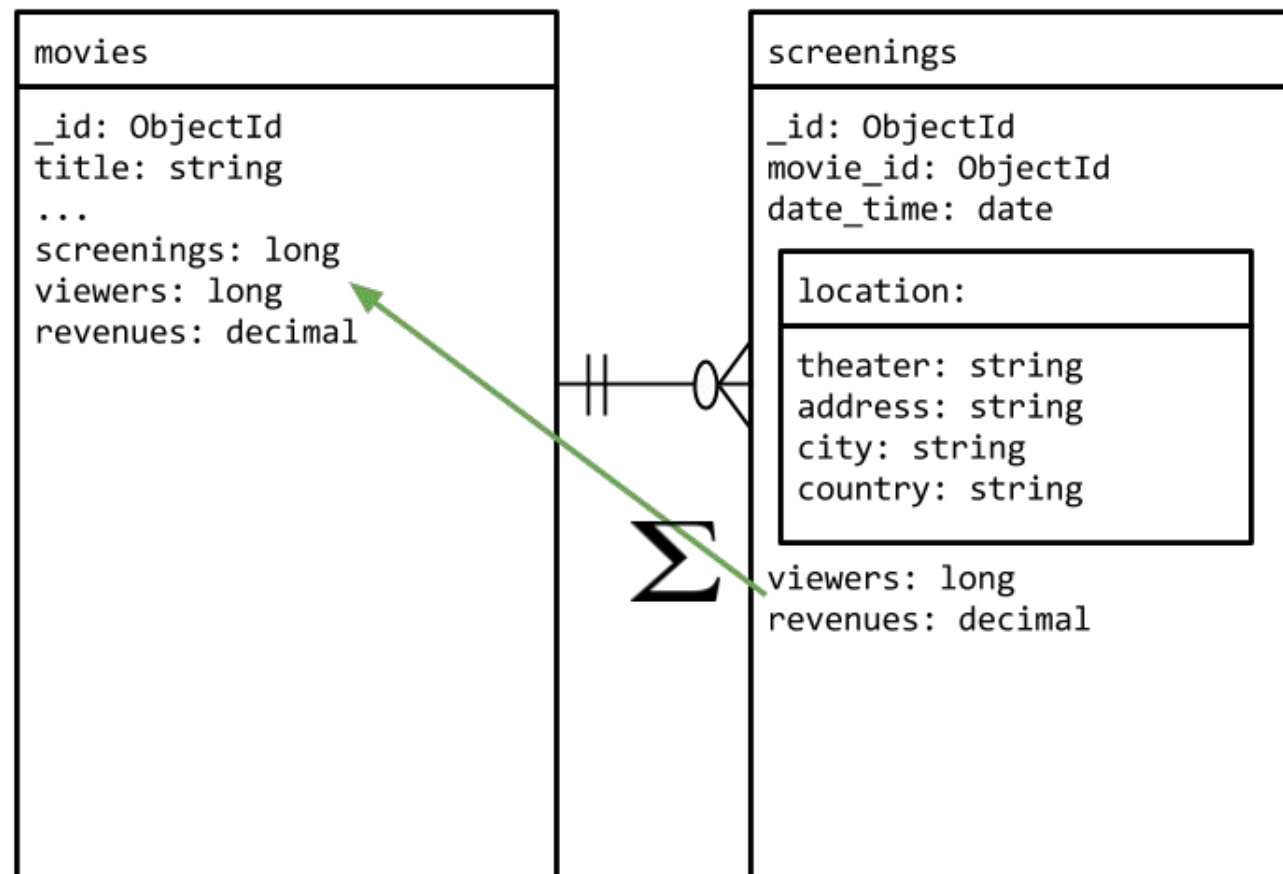 movies
_id: ObjectId
title: string
...
screenings: long
viewers: long
revenues: decimal
screenings
_id: ObjectId
movie_id: ObjectId
date_time: date
location:
theater: string
address: string
city: string
country: string
Σ
viewers: long
revenues: decimal